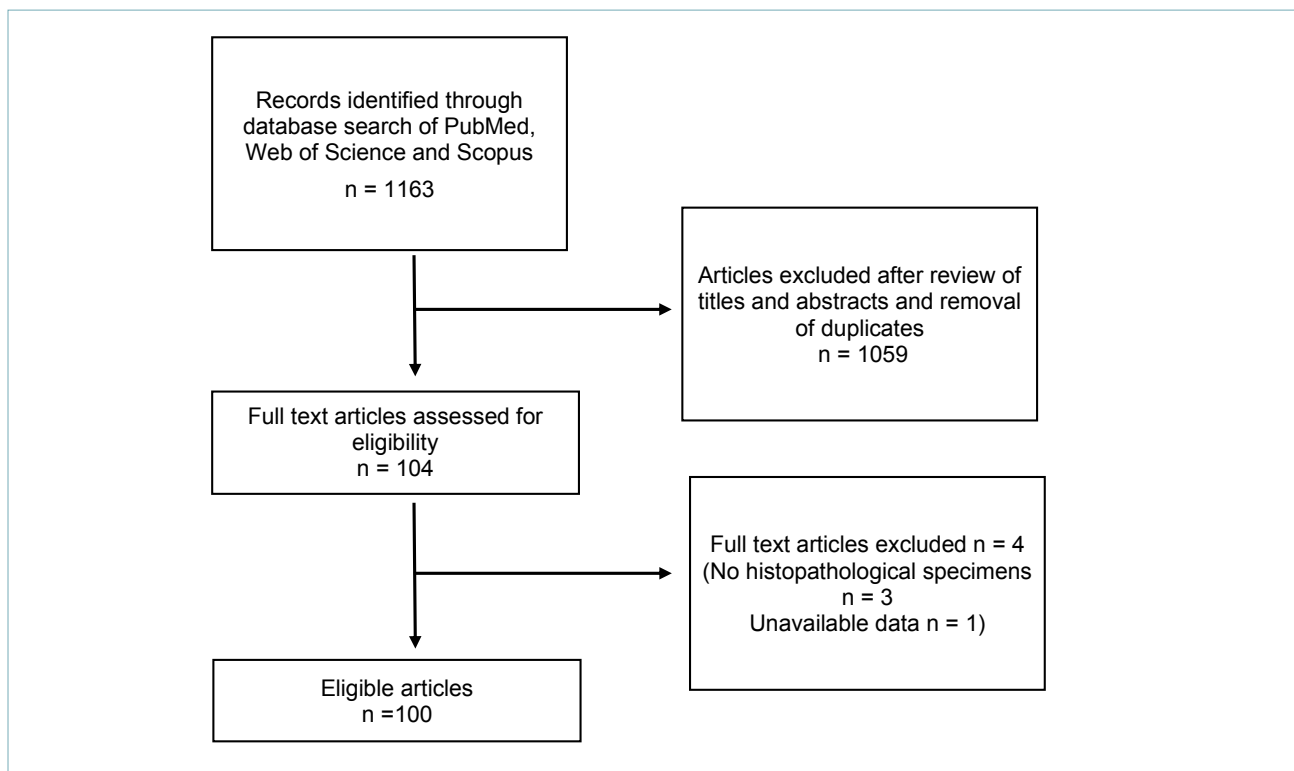 Records identified through
database search of PubMed,
Web of Science and Scopus
n = 1163
Articles excluded after review of
titles and abstracts and removal
of duplicates
n = 1059
Full text articles assessed for
eligibility
n = 104
Full text articles excluded n = 4
(No histopathological specimens
n = 3
Unavailable data n = 1)
Eligible articles
n =100